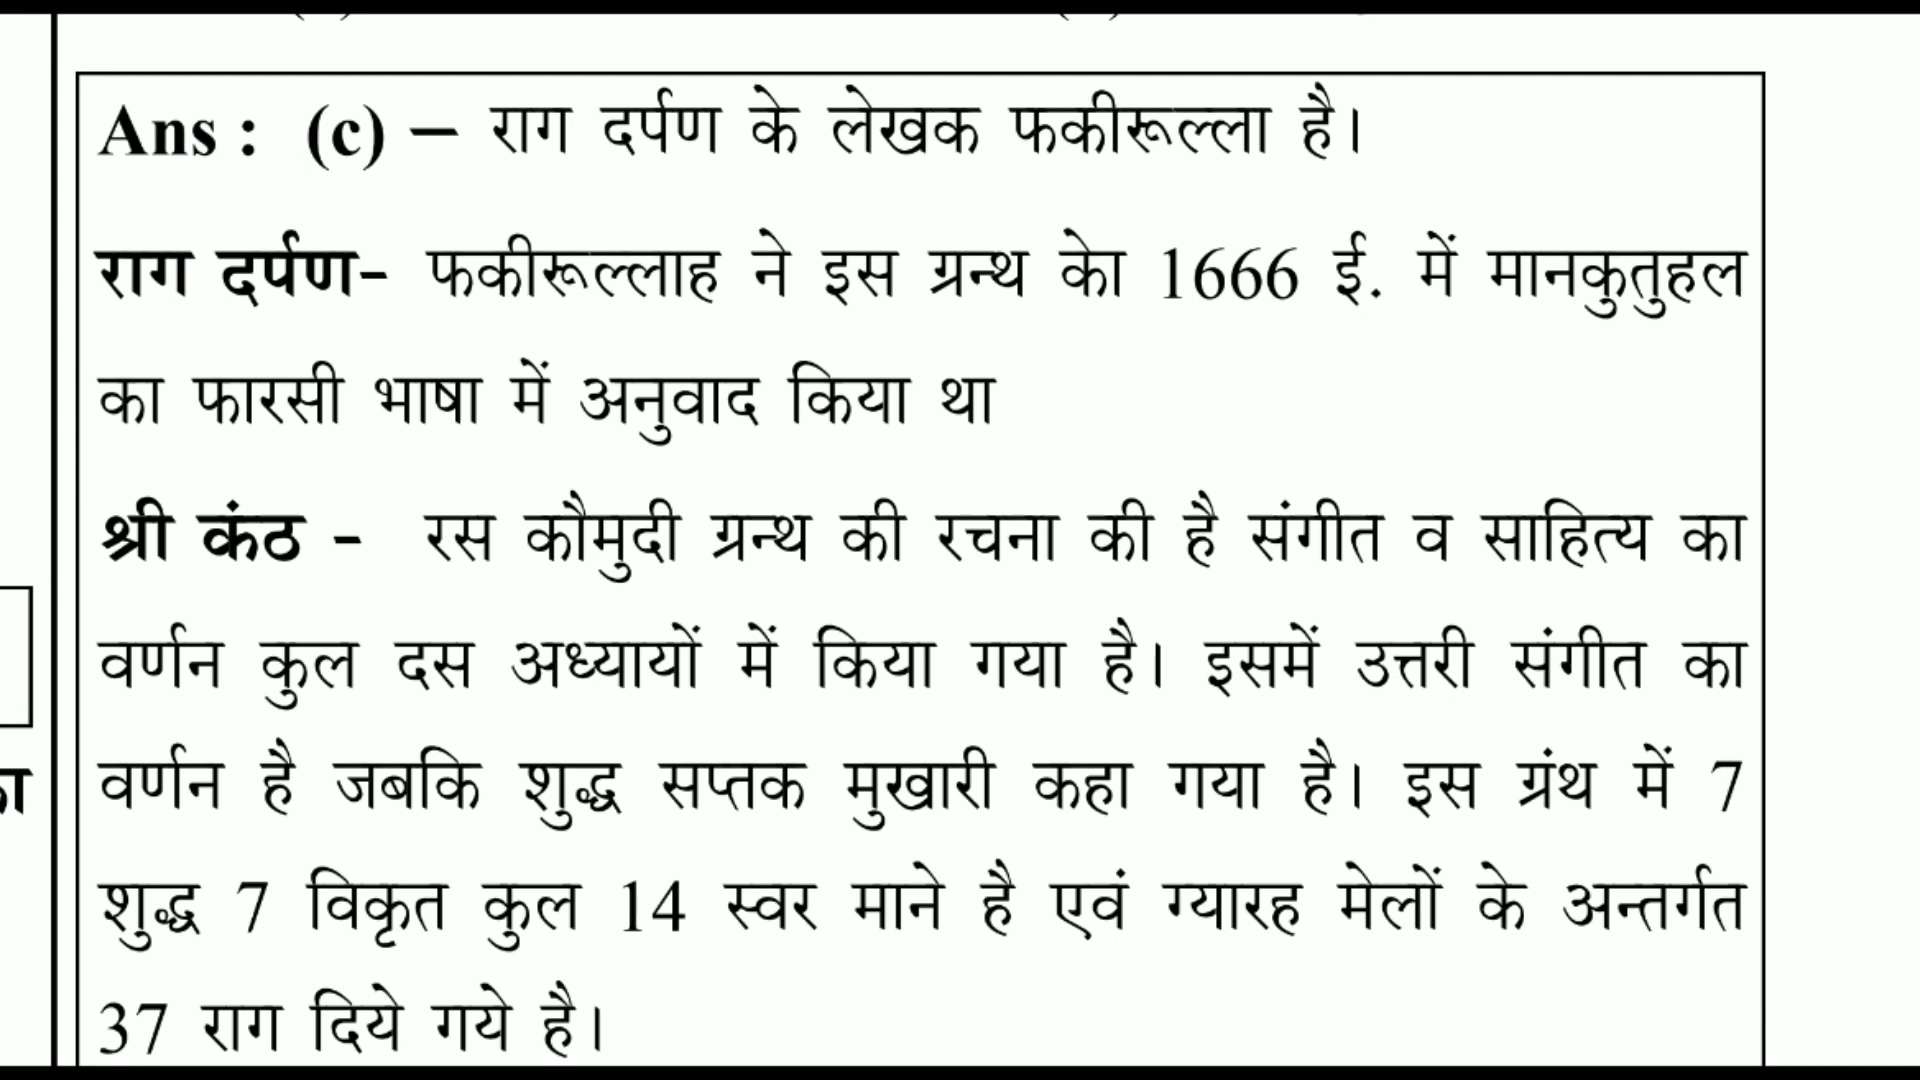 Ans : (c) – राग दर्पण के लेखक फकीरूल्ला है।
राग दर्पण- फकीरूल्लाह ने इस ग्रन्थ केा 1666 ई. में मानकुतुहल
का फारसी भाषा में अनुवाद किया था
श्री कंठ - रस कौमुदी ग्रन्थ की रचना की है संगीत व साहित्य का
वर्णन कुल दस अध्यायों में किया गया है। इसमें उत्तरी संगीत का
वर्णन है जबकि शुद्ध सप्तक मुखारी कहा गया है। इस ग्रंथ में 7
शुद्ध 7 विकृत कुल 14 स्वर माने है एवं ग्यारह मेलों के अन्तर्गत
37 राग दिये गये है।